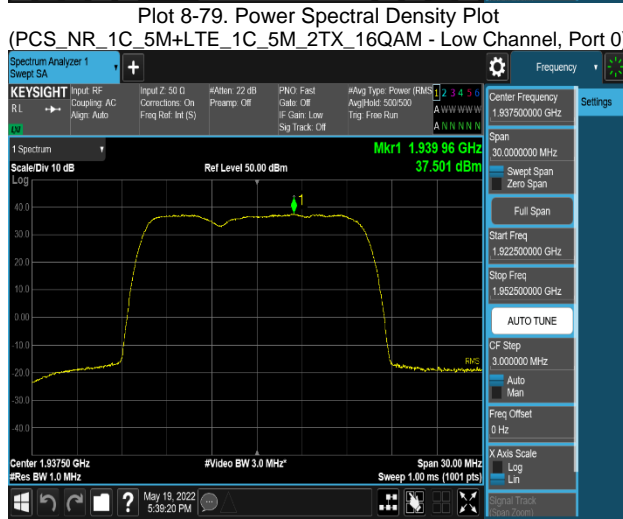 Plot 8-79. Power Spectral Density Plot
(PCS_NR_1C_5M+LTE_1C_5M_2TX_16QAM - Low Channel, Port 0)
Spectrum Analyzer 1
Swept SA
Frequency
KEYSIGHT
RL
Input: RF
Coupling: AC
Align: Auto
Input Z: 50 Ω
Corrections: On
Freq Ref: Int (S)
#Atten: 22 dB
Preamp: Off
PNO: Fast
Gate: Off
IF Gain: Low
Sig Track: Off
#Avg Type: Power (RMS
Avg|Hold: 500/500
Trig: Free Run
1 2 3 4 5 6
A W W W W W
A N N N N N
1 Spectrum
Scale/Div 10 dB
Log
Ref Level 50.00 dBm
Mkr1 1.939 96 GHz
37.501 dBm
1
40.0
30.0
20.0
10.0
0.00
-10.0
-20.0
-30.0
-40.0
RMS
Center 1.93750 GHz
#Res BW 1.0 MHz
#Video BW 3.0 MHz*
Span 30.00 MHz
Sweep 1.00 ms (1001 pts)
May 19, 2022
5:39:20 PM
Center Frequency
1.937500000 GHz
Settings
Span
30.0000000 MHz
Swept Span
Zero Span
Full Span
Start Freq
1.922500000 GHz
Stop Freq
1.952500000 GHz
AUTO TUNE
CF Step
3.000000 MHz
Auto
Man
Freq Offset
0 Hz
X Axis Scale
Log
Lin
Signal Track
(Span Zoom)